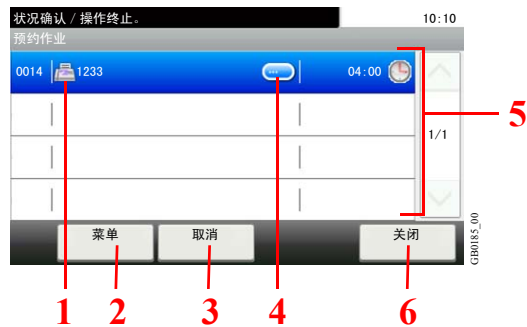 状况确认 / 操作终止。 10:10
预约作业
0014 1233 ... 04:00
5
1/1
菜单 取消 关闭
GB0185_00
1 2 3 4 6